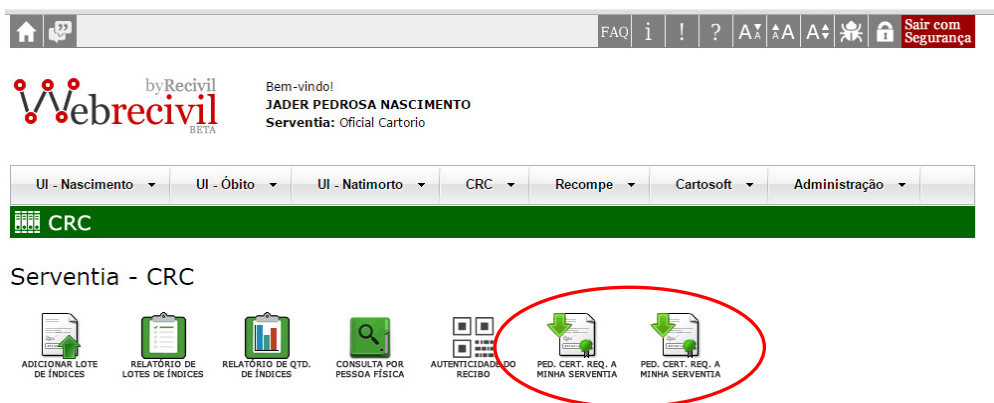 FAQ i ! ? A A A Sair com
Segurança
byRecivil
Webrecivil
BETA
Bem-vindo!
JADER PEDROSA NASCIMENTO
Serventia: Oficial Cartorio
UI - Nascimento UI - Óbito UI - Natimorto CRC Recompe Cartosoft Administração
CRC
Serventia - CRC
ADICIONAR LOTE
DE ÍNDICES
RELATÓRIO DE
LOTES DE ÍNDICES
RELATÓRIO DE QTD.
DE ÍNDICES
CONSULTA POR
PESSOA FÍSICA
AUTENTICIDADE DO
RECIBO
PED. CERT. REQ. A
MINHA SERVENTIA
PED. CERT. REQ. A
MINHA SERVENTIA